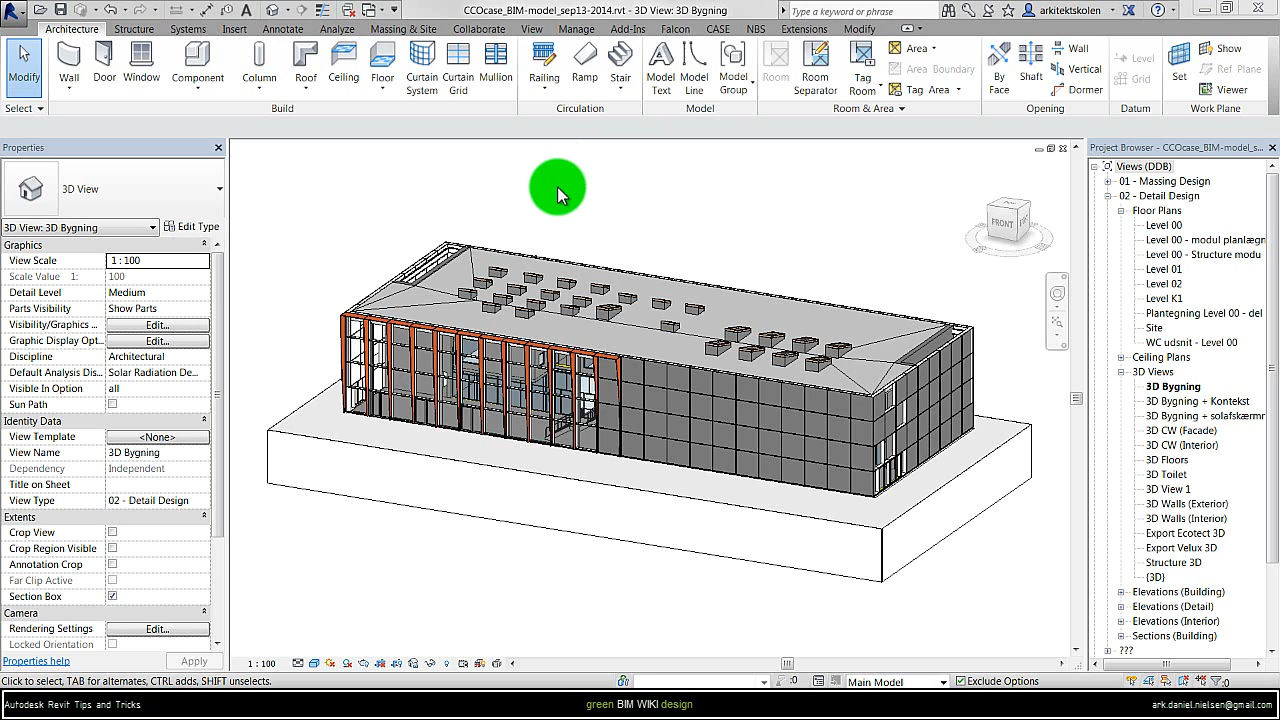 CCOcase_BIM-model_sep13-2014.rvt - 3D View: 3D Bygning
Type a keyword or phrase
arkitektskolen
Architecture Structure Systems Insert Annotate Analyze Massing & Site Collaborate View Manage Add-Ins Falcon CASE NBS Extensions Modify
Modify
Wall
Door
Window
Component
Column
Roof
Ceiling
Floor
Curtain System
Curtain Grid
Mullion
Railing
Ramp
Stair
Model Text
Model Line
Model Group
Room
Room Separator
Tag Room
Area
Area Boundary
Tag Area
By Face
Shaft
Wall
Vertical
Dormer
Level
Grid
Set
Show
Ref Plane
Viewer
Select
Build
Circulation
Model
Room & Area
Opening
Datum
Work Plane
Properties
3D View
3D View: 3D Bygning
Edit Type
Graphics
View Scale 1 : 100
Scale Value 1: 100
Detail Level Medium
Parts Visibility Show Parts
Visibility/Graphics ... Edit...
Graphic Display Opt... Edit...
Discipline Architectural
Default Analysis Dis... Solar Radiation De...
Visible In Option all
Sun Path
Identity Data
View Template <None>
View Name 3D Bygning
Dependency Independent
Title on Sheet
View Type 02 - Detail Design
Extents
Crop View
Crop Region Visible
Annotation Crop
Far Clip Active
Section Box
Camera
Rendering Settings Edit...
Locked Orientation
Properties help
Apply
FRONT
Project Browser - CCOcase_BIM-model_s...
Views (DDB)
01 - Massing Design
02 - Detail Design
Floor Plans
Level 00
Level 00 - modul planlægn
Level 00 - Structure modu
Level 01
Level 02
Level K1
Plantegning Level 00 - del
Site
WC udsnit - Level 00
Ceiling Plans
3D Views
3D Bygning
3D Bygning + Kontekst
3D Bygning + solafskærmr
3D CW (Facade)
3D CW (Interior)
3D Floors
3D Toilet
3D View 1
3D Walls (Exterior)
3D Walls (Interior)
Export Ecotect 3D
Export Velux 3D
Structure 3D
{3D}
Elevations (Building)
Elevations (Detail)
Elevations (Interior)
Sections (Building)
???
1 : 100
Click to select, TAB for alternates, CTRL adds, SHIFT unselects.
:0
Main Model
Exclude Options
:0
Autodesk Revit Tips and Tricks
green BIM WIKI design
ark.daniel.nielsen@gmail.com